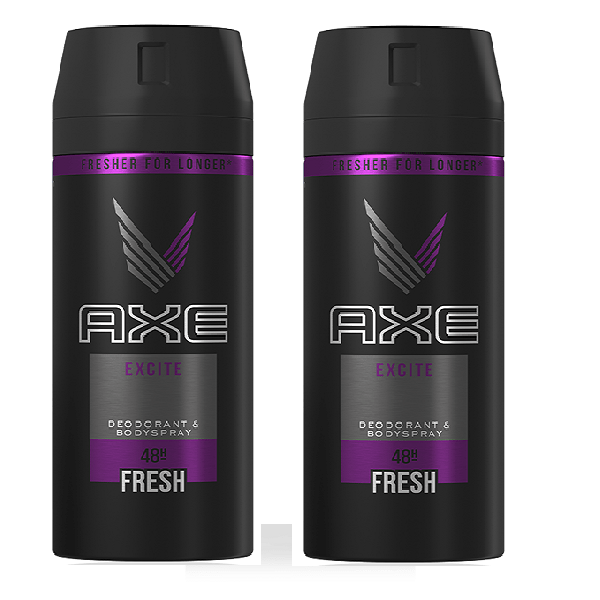 FRESHER FOR LONGER*
AXE
EXCITE
DEODORANT &
BODYSPRAY
48H
FRESH
FRESHER FOR LONGER*
AXE
EXCITE
DEODORANT &
BODYSPRAY
48H
FRESH